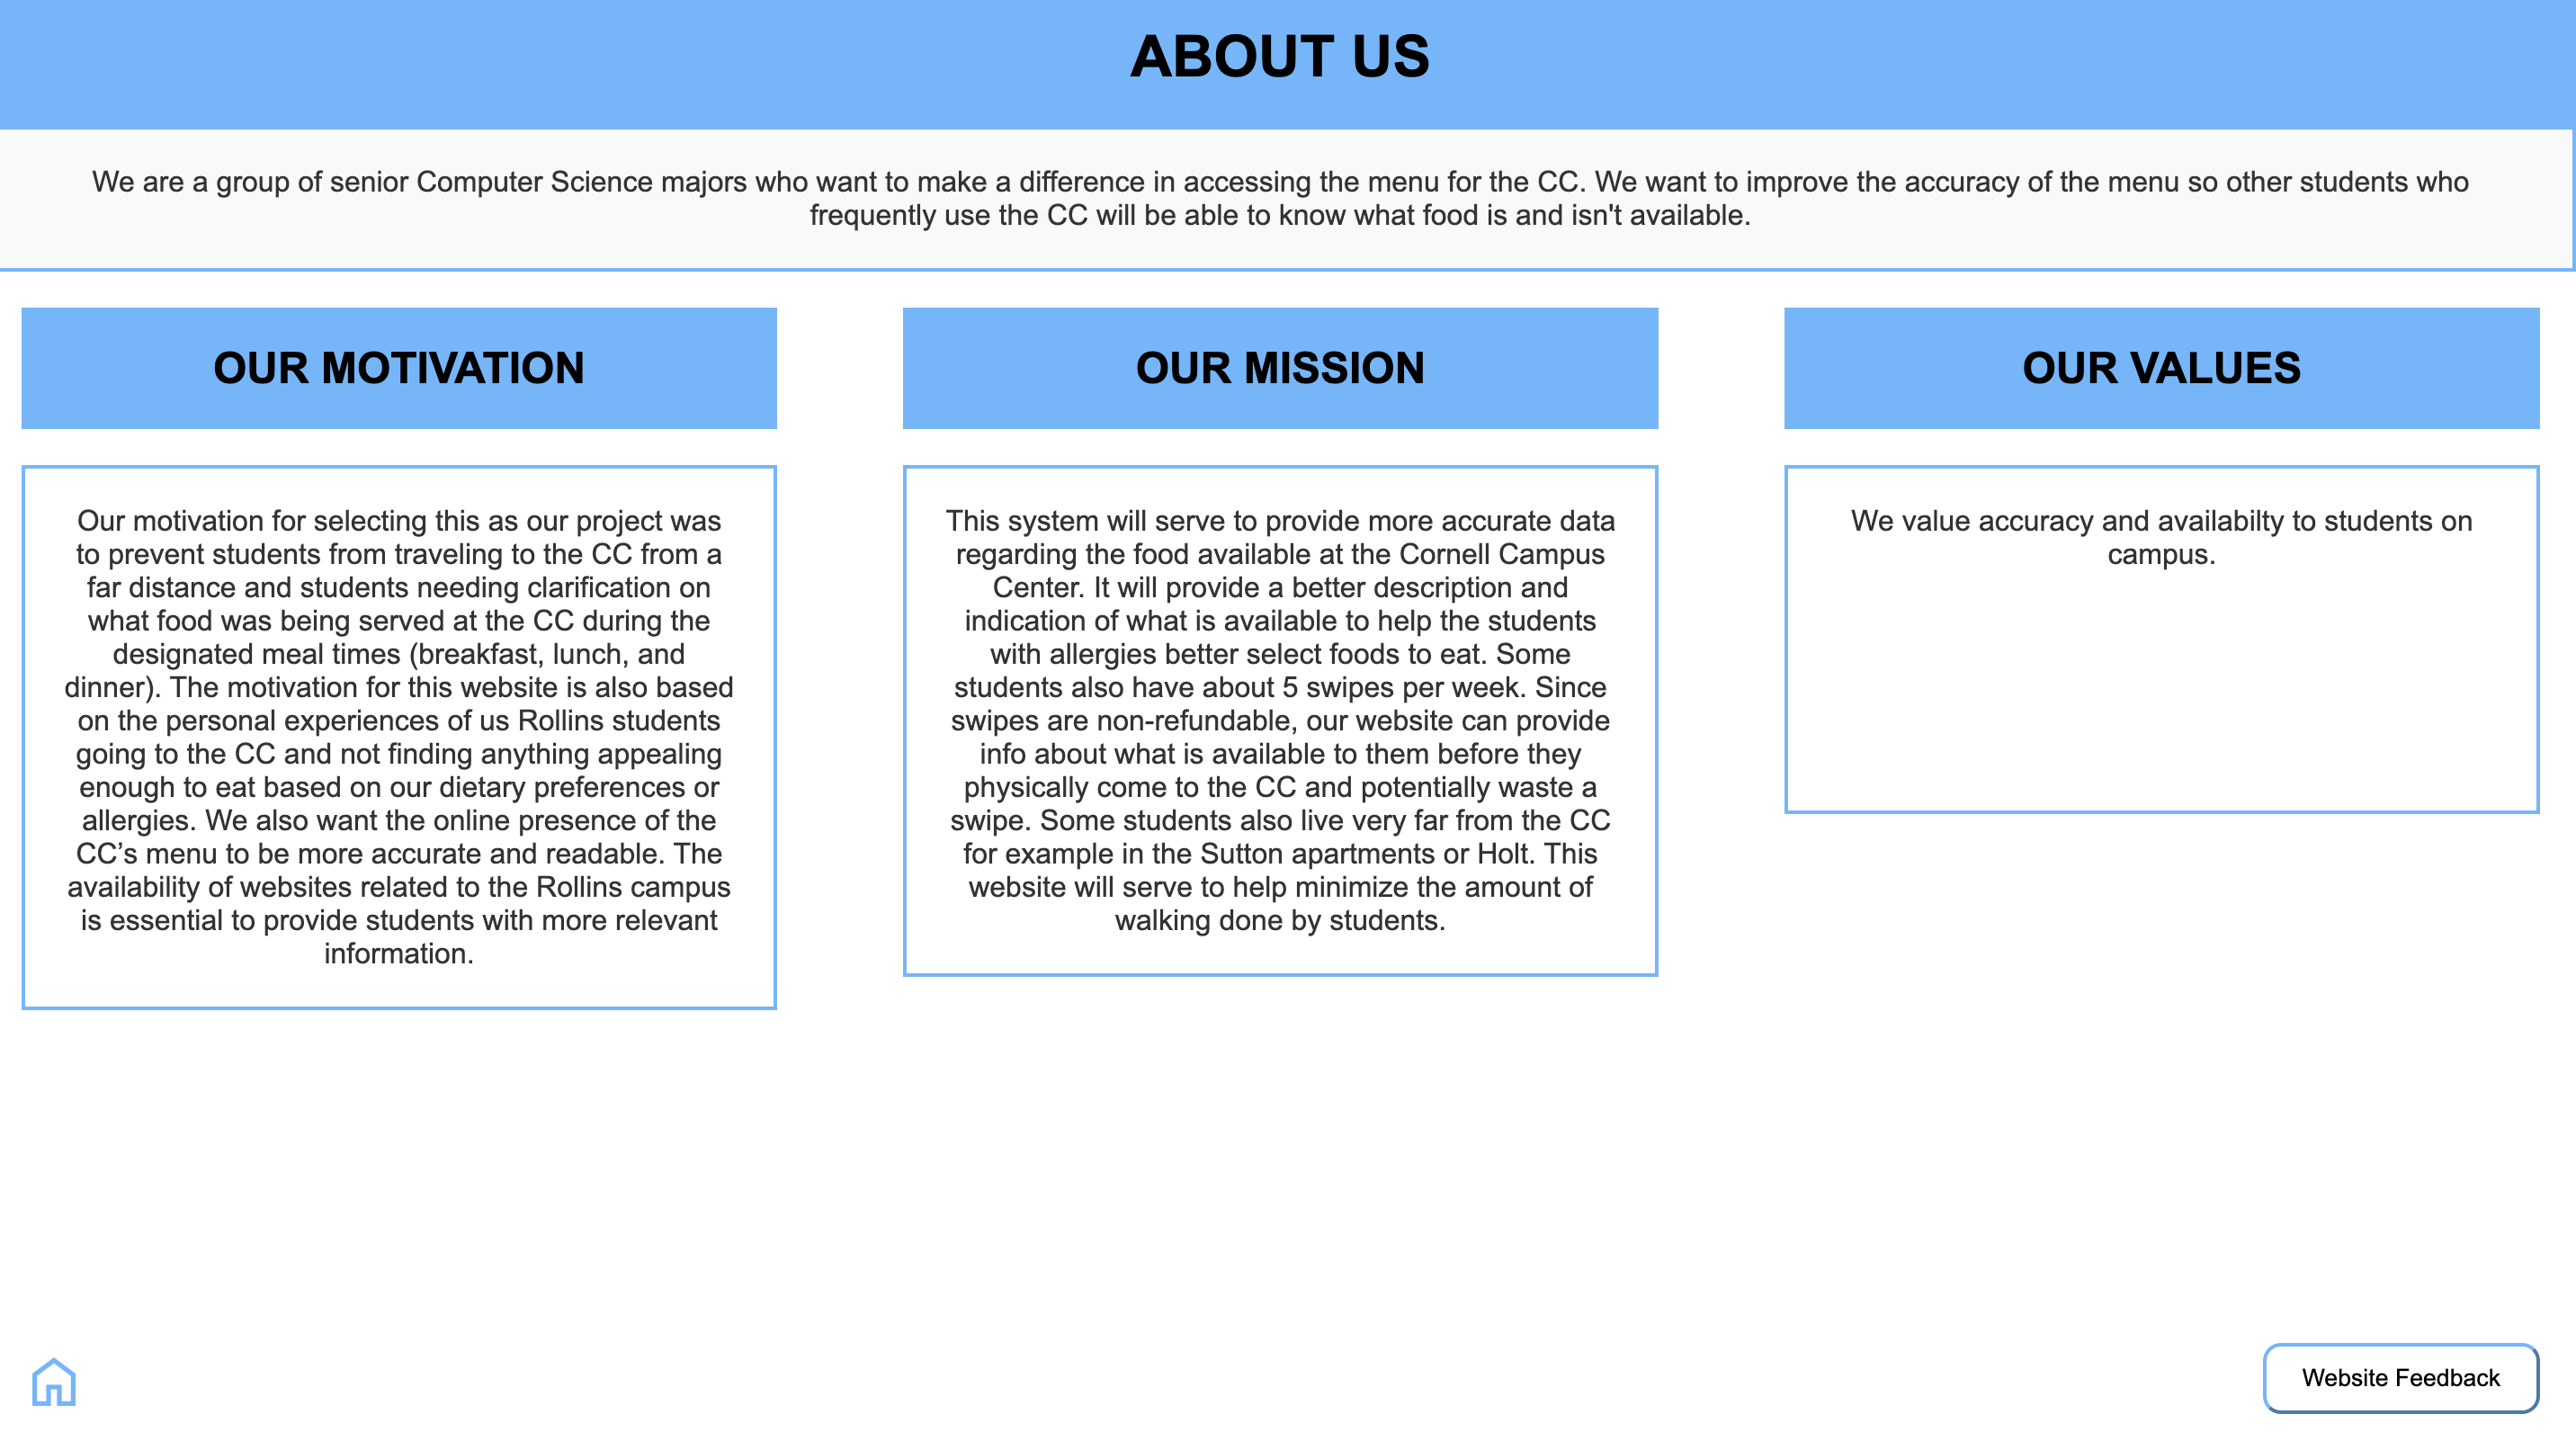 ABOUT US
We are a group of senior Computer Science majors who want to make a difference in accessing the menu for the CC. We want to improve the accuracy of the menu so other students who
frequently use the CC will be able to know what food is and isn't available.
OUR MOTIVATION
Our motivation for selecting this as our project was
to prevent students from traveling to the CC from a
far distance and students needing clarification on
what food was being served at the CC during the
designated meal times (breakfast, lunch, and
dinner). The motivation for this website is also based
on the personal experiences of us Rollins students
going to the CC and not finding anything appealing
enough to eat based on our dietary preferences or
allergies. We also want the online presence of the
CC’s menu to be more accurate and readable. The
availability of websites related to the Rollins campus
is essential to provide students with more relevant
information.
OUR MISSION
This system will serve to provide more accurate data
regarding the food available at the Cornell Campus
Center. It will provide a better description and
indication of what is available to help the students
with allergies better select foods to eat. Some
students also have about 5 swipes per week. Since
swipes are non-refundable, our website can provide
info about what is available to them before they
physically come to the CC and potentially waste a
swipe. Some students also live very far from the CC
for example in the Sutton apartments or Holt. This
website will serve to help minimize the amount of
walking done by students.
OUR VALUES
We value accuracy and availabilty to students on
campus.
Website Feedback